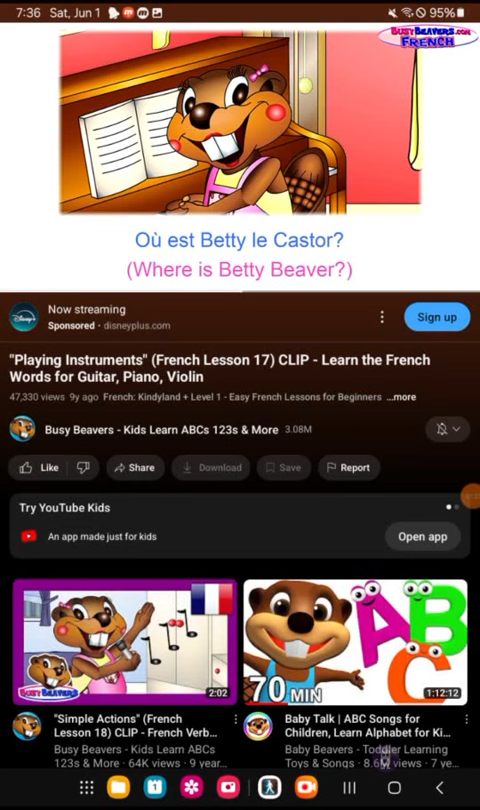 7:36 Sat, Jun 1
95%
BUSYBEAVERS.COM
FRENCH
Où est Betty le Castor?
(Where is Betty Beaver?)
Disney+
Now streaming
Sponsored · disneyplus.com
Sign up
"Playing Instruments" (French Lesson 17) CLIP - Learn the French
Words for Guitar, Piano, Violin
47,330 views 9y ago French: Kindyland + Level 1 - Easy French Lessons for Beginners ...more
Busy Beavers - Kids Learn ABCs 123s & More 3.08M
Like Share Download Save Report
Try YouTube Kids
An app made just for kids
Open app
BUSY BEAVERS
2:02
A B C
70 MIN
1:12:12
"Simple Actions" (French
Lesson 18) CLIP - French Verb...
Busy Beavers - Kids Learn ABCs
123s & More · 64K views · 9 year...
Baby Talk | ABC Songs for
Children, Learn Alphabet for Ki...
Baby Beavers - Toddler Learning
Toys & Songs · 8.6 views · 7 ye...
1